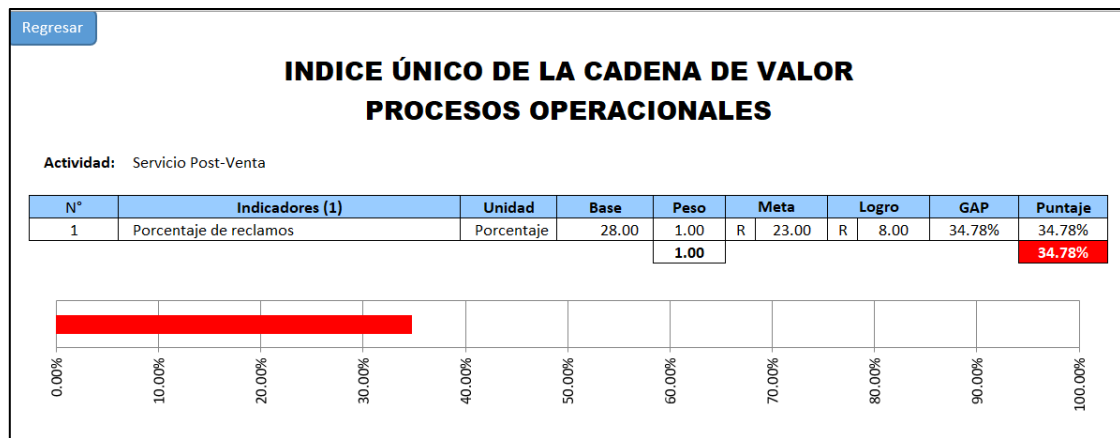 Regresar
INDICE ÚNICO DE LA CADENA DE VALOR
PROCESOS OPERACIONALES
Actividad: Servicio Post-Venta
N° Indicadores (1) Unidad Base Peso Meta Logro GAP Puntaje
1 Porcentaje de reclamos Porcentaje 28.00 1.00 R 23.00 R 8.00 34.78% 34.78%
1.00 34.78%
0.00% 10.00% 20.00% 30.00% 40.00% 50.00% 60.00% 70.00% 80.00% 90.00% 100.00%